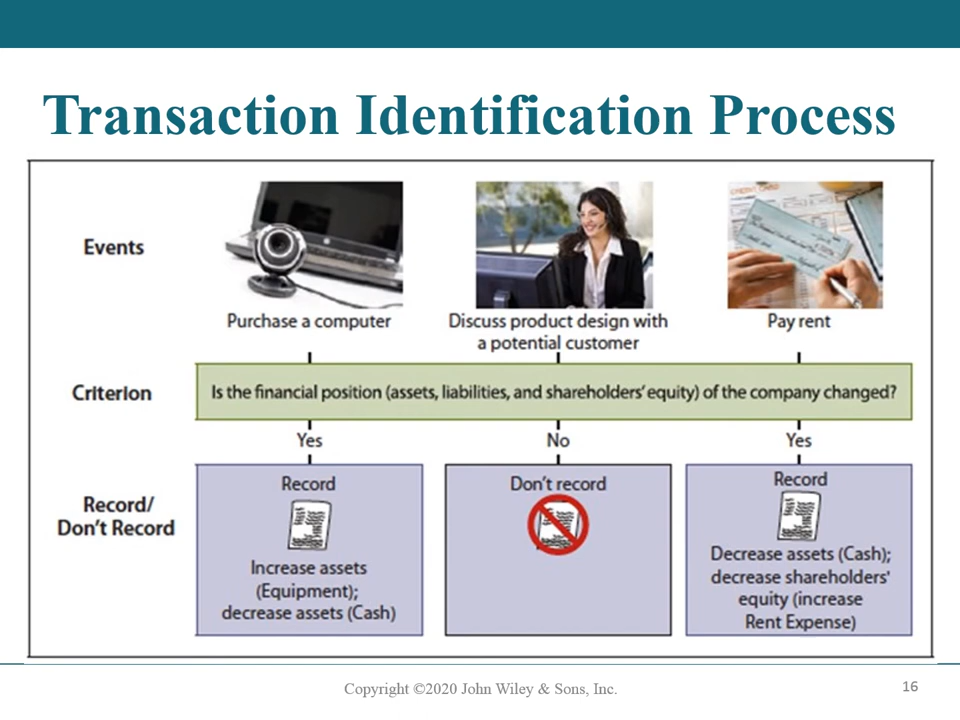 Transaction Identification Process
Events
Purchase a computer
Discuss product design with
a potential customer
Pay rent
Criterion
Is the financial position (assets, liabilities, and shareholders' equity) of the company changed?
Yes
No
Yes
Record/
Don't Record
Record
Increase assets
(Equipment);
decrease assets (Cash)
Don't record
Record
Decrease assets (Cash);
decrease shareholders'
equity (increase
Rent Expense)
Copyright ©2020 John Wiley & Sons, Inc.
16